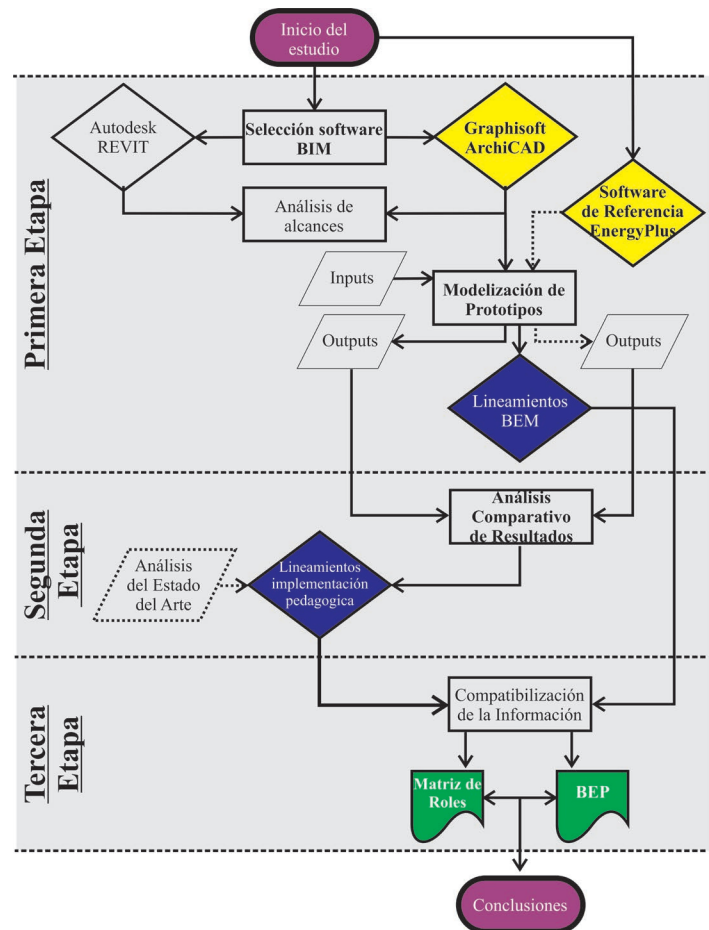 Inicio del
estudio
Primera Etapa
Autodesk
REVIT
Selección software
BIM
Graphisoft
ArchiCAD
Software
de Referencia
EnergyPlus
Análisis de
alcances
Inputs
Modelización de
Prototipos
Outputs
Outputs
Lineamientos
BEM
Segunda
Etapa
Análisis
Comparativo
de Resultados
Análisis
del Estado
del Arte
Lineamientos
implementación
pedagogica
Tercera
Etapa
Compatibilización
de la Información
Matriz de
Roles
BEP
Conclusiones